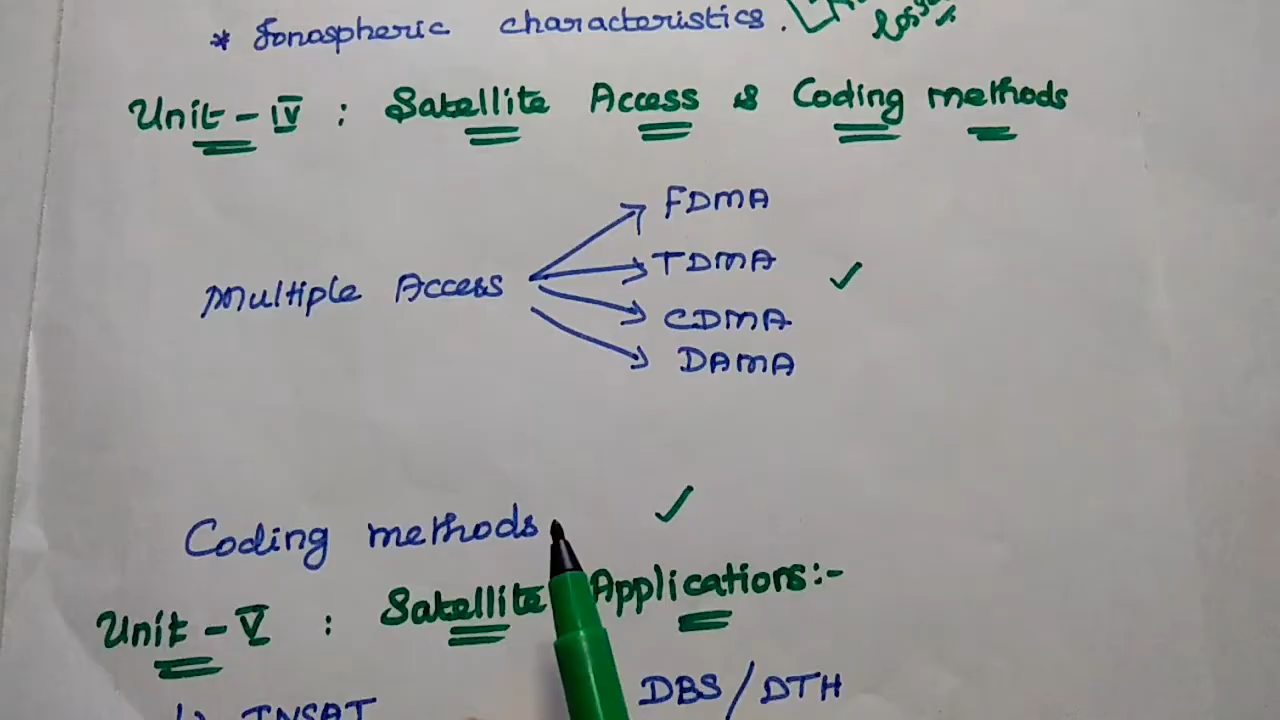 * Ionospheric characteristics.
Unit-IV : Satellite Access & Coding methods
FDMA
TDMA
Multiple Access
CDMA
DAMA
Coding methods
Unit-V : Satellite Applications:-
INSAT DBS/DTH